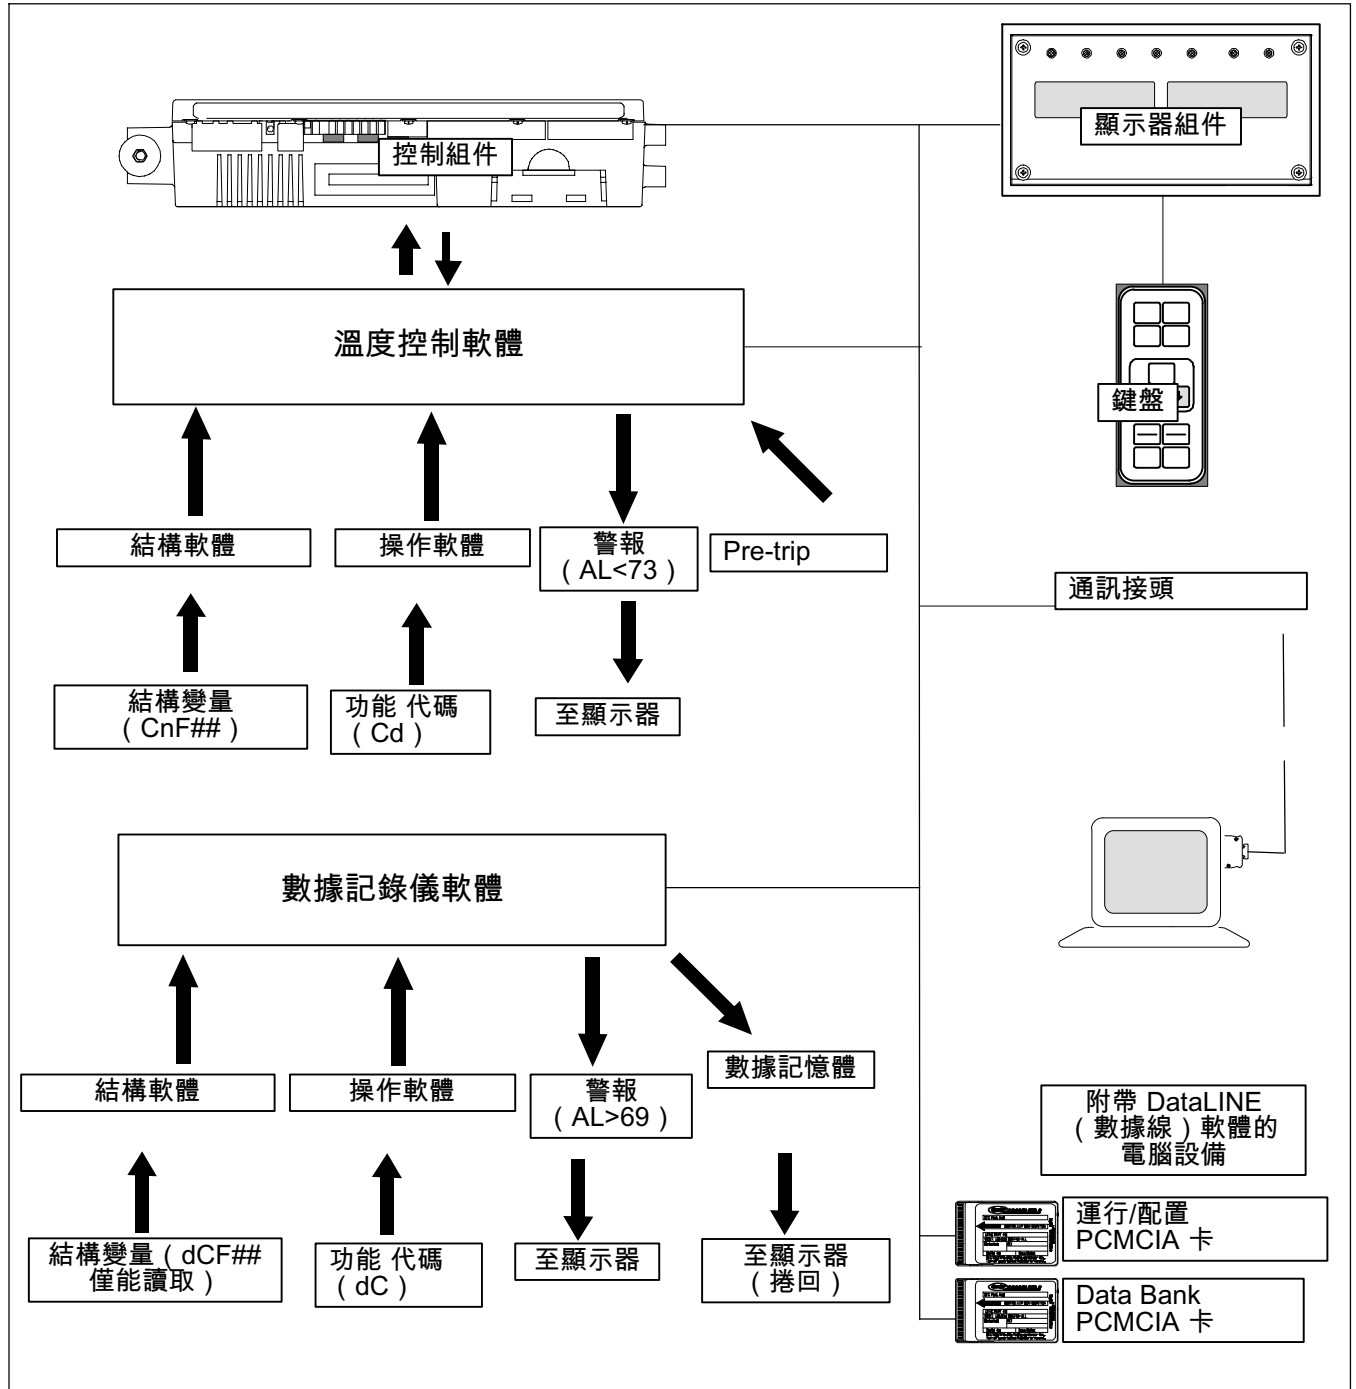 控制組件
顯示器組件
溫度控制軟體
鍵盤
結構軟體
操作軟體
警報
（AL<73）
Pre-trip
通訊接頭
結構變量
（CnF##）
功能 代碼
（Cd）
至顯示器
數據記錄儀軟體
結構軟體
操作軟體
警報
（AL>69）
數據記憶體
附帶 DataLINE
（數據線）軟體的
電腦設備
結構變量（dCF##
僅能讀取）
功能 代碼
（dC）
至顯示器
至顯示器
（捲回）
運行/配置
PCMCIA 卡
Data Bank
PCMCIA 卡